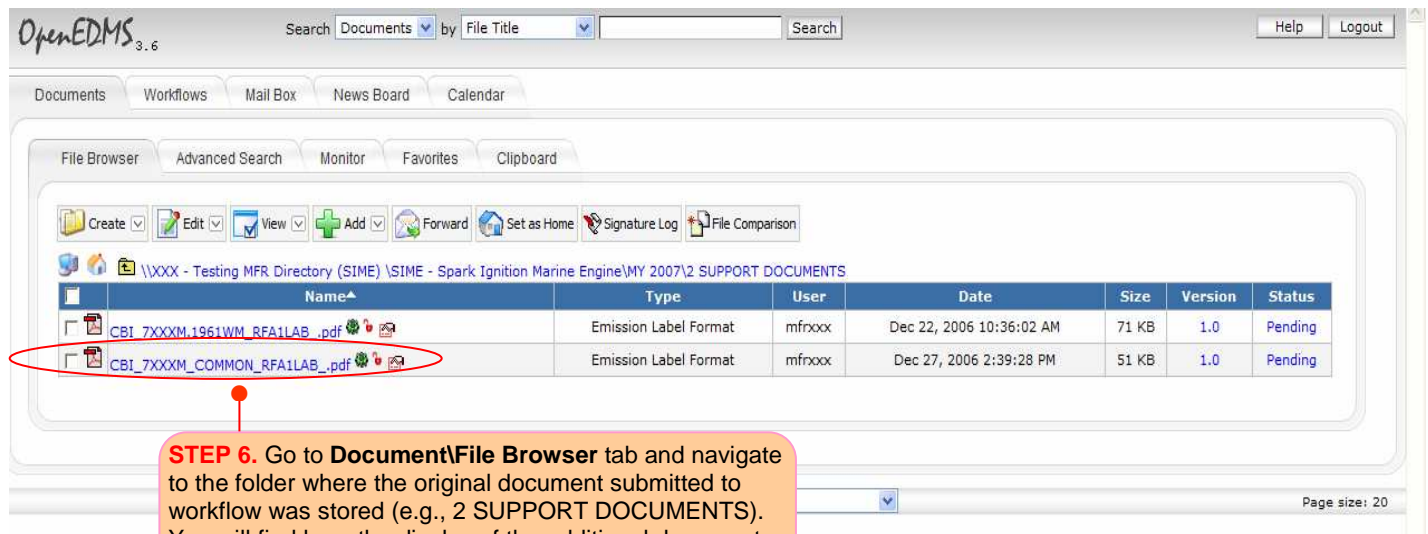 OpenEDMS 3.6
Search Documents by File Title Search Help Logout
Documents Workflows Mail Box News Board Calendar
File Browser Advanced Search Monitor Favorites Clipboard
Create Edit View Add Forward Set as Home Signature Log File Comparison
\\XXX - Testing MFR Directory (SIME) \SIME - Spark Ignition Marine Engine\MY 2007\2 SUPPORT DOCUMENTS
Name Type User Date Size Version Status
CBI_7XXXM.1961WM_RFA1LAB_.pdf Emission Label Format mfrxxx Dec 22, 2006 10:36:02 AM 71 KB 1.0 Pending
CBI_7XXXM_COMMON_RFA1LAB_.pdf Emission Label Format mfrxxx Dec 27, 2006 2:39:28 PM 51 KB 1.0 Pending
STEP 6. Go to Document\File Browser tab and navigate
to the folder where the original document submitted to
workflow was stored (e.g., 2 SUPPORT DOCUMENTS).
Page size: 20